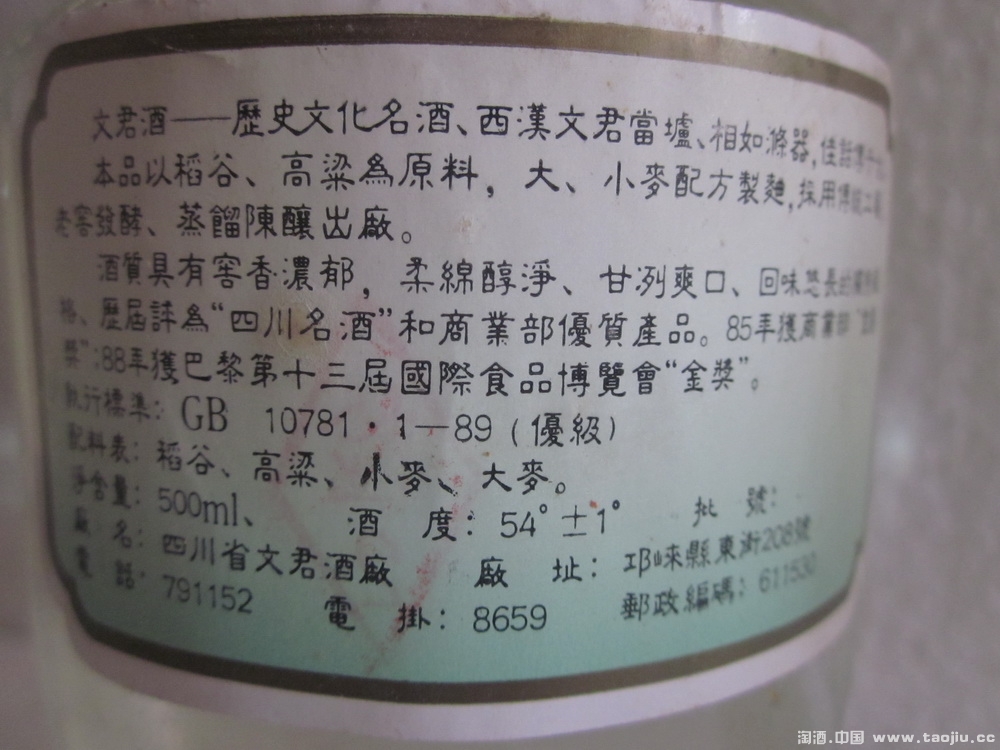 文君酒——歷史文化名酒、西漢文君當壚、相如滌器,佳話傳千
本品以稻谷、高粱為原料，大、小麥配方製麯,採用傳統工藝
老窖發酵、蒸餾陳釀出廠。
酒質具有窖香濃郁，柔綿醇淨、甘冽爽口、回味悠長的
格、歷屆評為“四川名酒”和商業部優質產品。85年獲商業部
獎”;88年獲巴黎第十三屆國際食品博覽會“金獎”。
執行標準: GB 10781·1—89(優級)
配料表: 稻谷、高粱、小麥、大麥。
淨含量: 500ml、 酒 度: 54°±1° 批 號:
廠 名: 四川省文君酒廠 廠 址: 邛崍縣東街208號
電 話: 791152 電 掛: 8659 郵政編碼: 611530
淘酒.中国 www.taojiu.cc